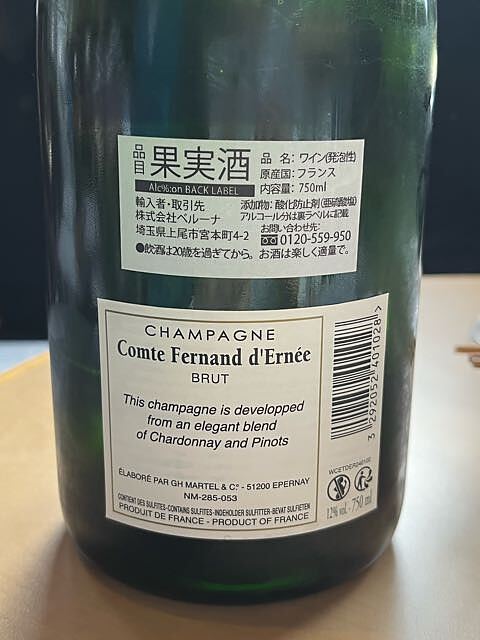 品目 果実酒
Alc%:on BACK LABEL
品 名：ワイン(発泡性)
原産国：フランス
内容量：750ml
輸入者・取引先
株式会社ベルーナ
埼玉県上尾市宮本町4-2
添加物：酸化防止剤(亜硫酸塩)
アルコール分は裏ラベルに記載
お問い合わせ先：
0120-559-950
●飲酒は20歳を過ぎてから。お酒は楽しく適量で。
CHAMPAGNE
Comte Fernand d'Ernée
BRUT
This champagne is developped
from an elegant blend
of Chardonnay and Pinots
ÉLABORÉ PAR GH MARTEL & C° - 51200 EPERNAY
NM-285-053
CONTIENT DES SULFITES-CONTAINS SULFITES-INDEHOLDER SULFITTER-BEVAT SULFIETEN
PRODUIT DE FRANCE - PRODUCT OF FRANCE
3 292052 401028 >
12% vol. - 750 ml